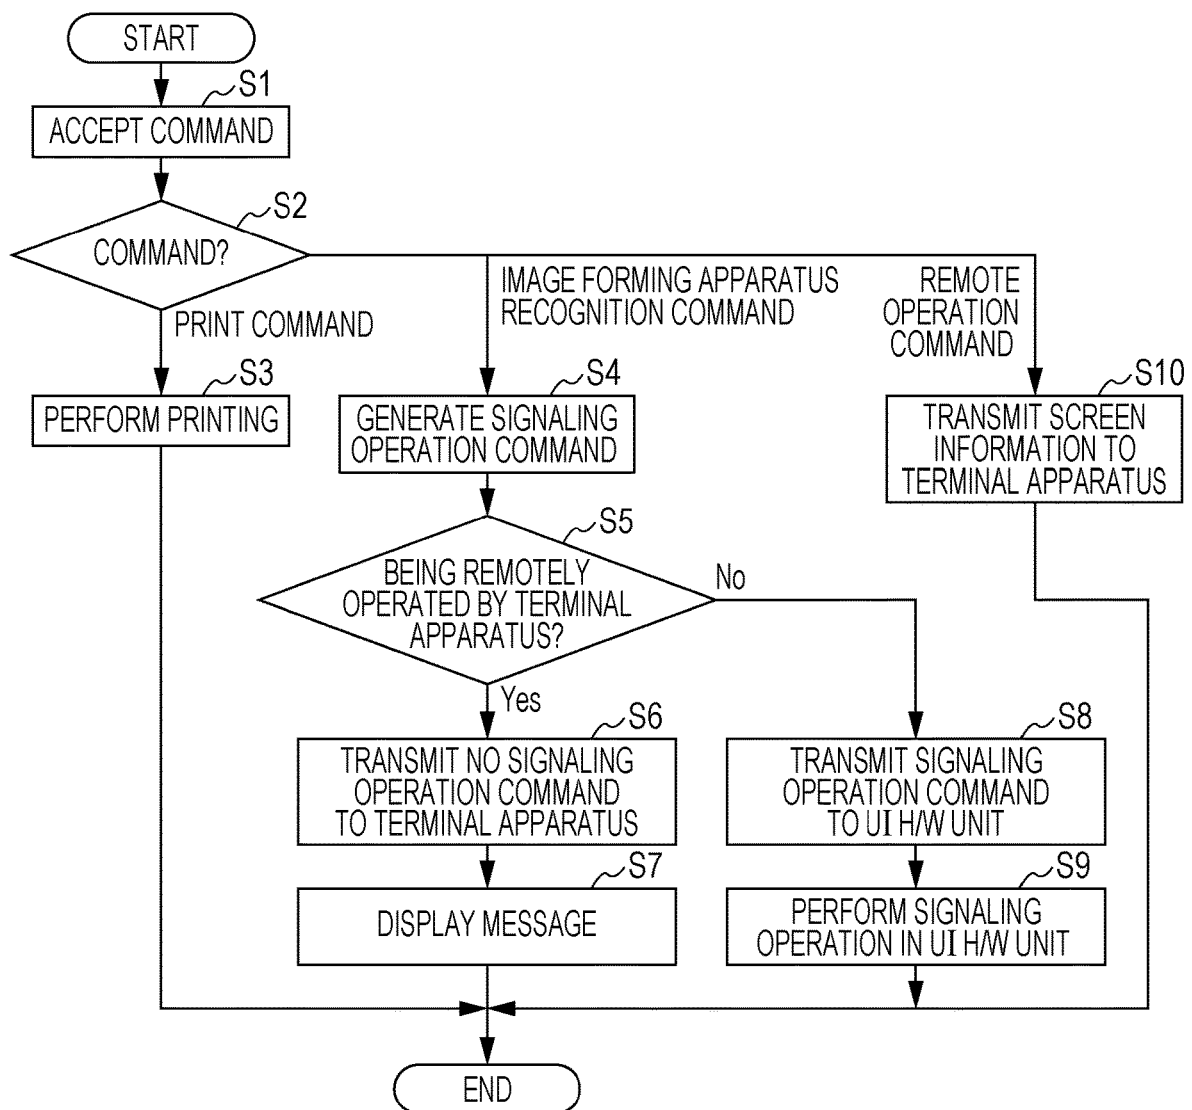 START
S1
ACCEPT COMMAND
S2
COMMAND?
PRINT COMMAND
IMAGE FORMING APPARATUS
RECOGNITION COMMAND
REMOTE
OPERATION
COMMAND
S3
PERFORM PRINTING
S4
GENERATE SIGNALING
OPERATION COMMAND
S10
TRANSMIT SCREEN
INFORMATION TO
TERMINAL APPARATUS
S5
BEING REMOTELY
OPERATED BY TERMINAL
APPARATUS?
No
Yes
S6
TRANSMIT NO SIGNALING
OPERATION COMMAND
TO TERMINAL APPARATUS
S8
TRANSMIT SIGNALING
OPERATION COMMAND
TO UI H/W UNIT
S7
DISPLAY MESSAGE
S9
PERFORM SIGNALING
OPERATION IN UI H/W UNIT
END